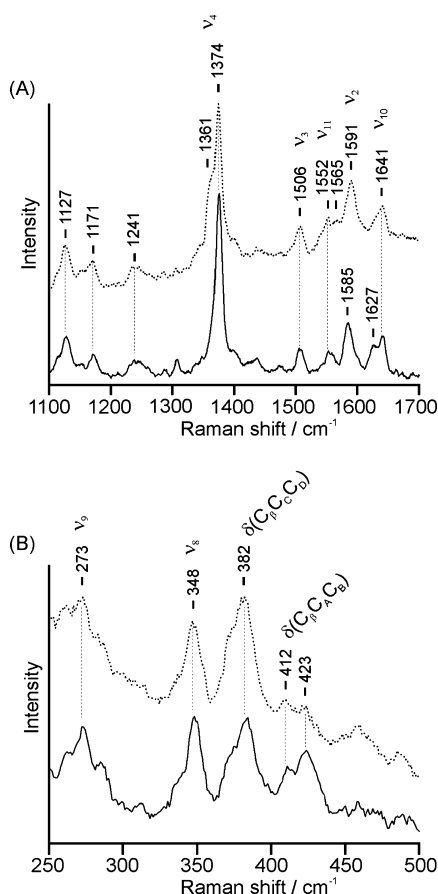 (A)
ν₄
1374
1361
ν₃
1506
ν₁₁
1552
1565
ν₂
1591
ν₁₀
1641
1127
1171
1241
1585
1627
Intensity
1100 1200 1300 1400 1500 1600 1700
Raman shift / cm⁻¹
(B)
ν₉
273
ν₈
348
δ(CβCCCD)
382
δ(CβCACB)
412
423
Intensity
250 300 350 400 450 500
Raman shift / cm⁻¹